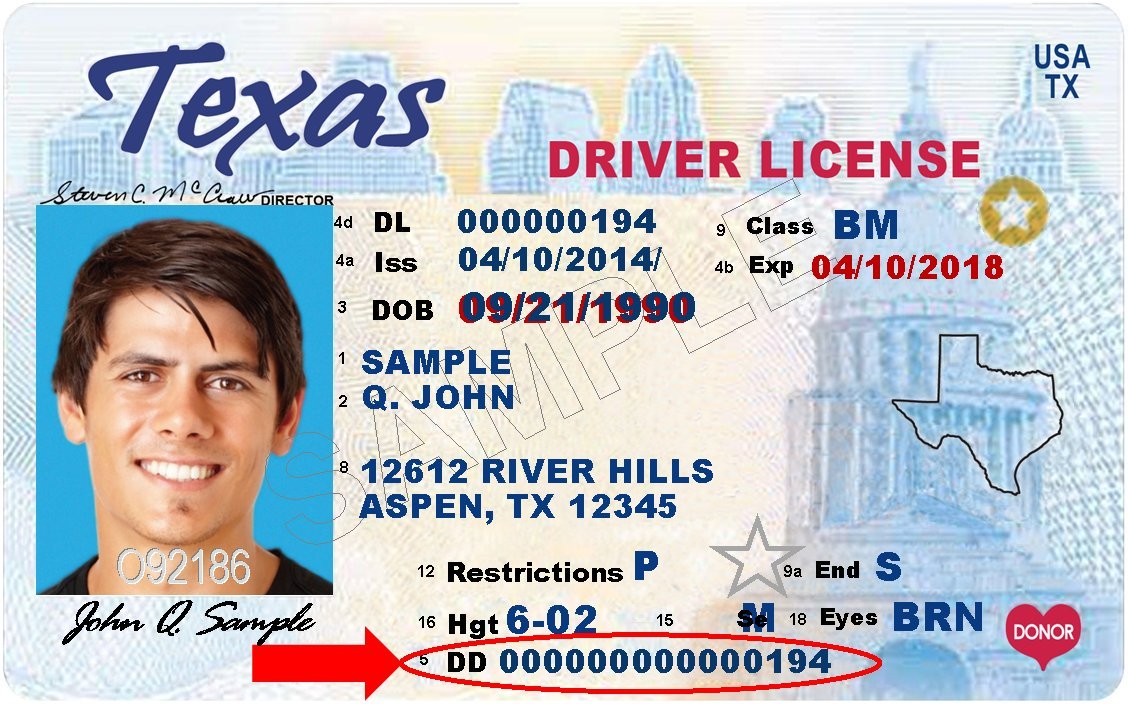 Texas
USA
TX
DRIVER LICENSE
Steven C. McCraw DIRECTOR
4d DL 000000194 9 Class BM
4a Iss 04/10/2014/ 4b Exp 04/10/2018
3 DOB 09/21/1990
1 SAMPLE
2 Q. JOHN
8 12612 RIVER HILLS
ASPEN, TX 12345
SAMPLE
O92186
12 Restrictions P 9a End S
John Q. Sample
16 Hgt 6-02 15 Se M 18 Eyes BRN
DONOR
5 DD 000000000000194